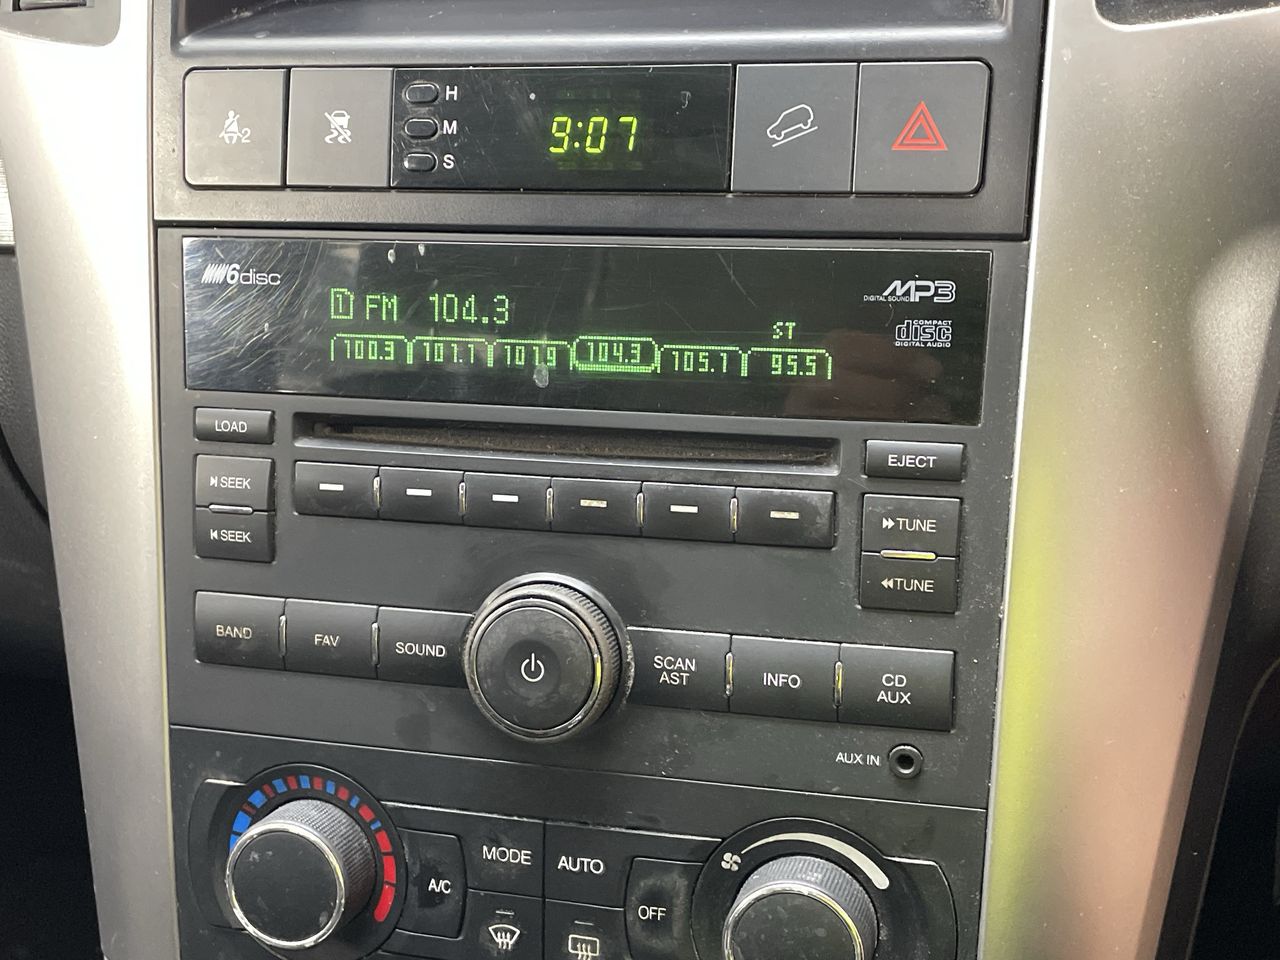 2
H
M
S
9:07
6disc
MP3
DIGITAL SOUND
1 FM 104.3
ST
COMPACT
disc
DIGITAL AUDIO
100.3 101.1 101.9 104.3 105.1 95.5
LOAD
EJECT
SEEK
SEEK
TUNE
TUNE
BAND
FAV
SOUND
SCAN
AST
INFO
CD
AUX
AUX IN
A/C
MODE
AUTO
OFF